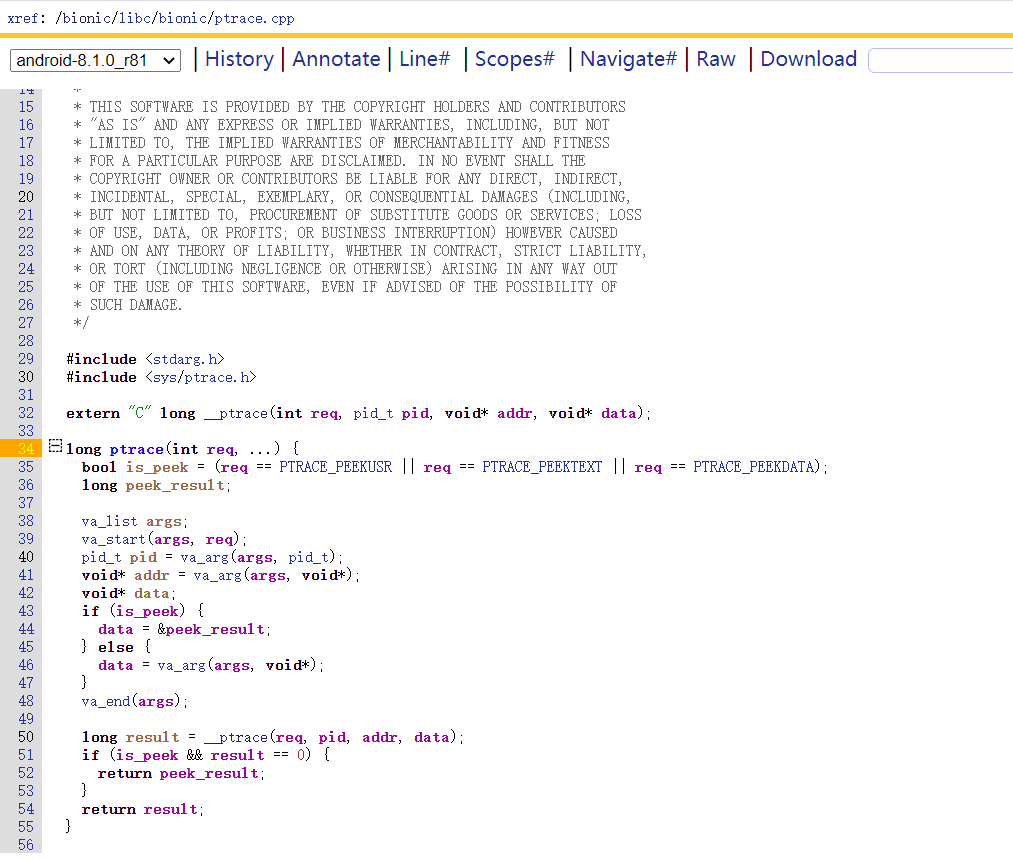 xref: /bionic/libc/bionic/ptrace.cpp
android-8.1.0_r81 | History | Annotate | Line# | Scopes# | Navigate# | Raw | Download
14 *
15 * THIS SOFTWARE IS PROVIDED BY THE COPYRIGHT HOLDERS AND CONTRIBUTORS
16 * "AS IS" AND ANY EXPRESS OR IMPLIED WARRANTIES, INCLUDING, BUT NOT
17 * LIMITED TO, THE IMPLIED WARRANTIES OF MERCHANTABILITY AND FITNESS
18 * FOR A PARTICULAR PURPOSE ARE DISCLAIMED. IN NO EVENT SHALL THE
19 * COPYRIGHT OWNER OR CONTRIBUTORS BE LIABLE FOR ANY DIRECT, INDIRECT,
20 * INCIDENTAL, SPECIAL, EXEMPLARY, OR CONSEQUENTIAL DAMAGES (INCLUDING,
21 * BUT NOT LIMITED TO, PROCUREMENT OF SUBSTITUTE GOODS OR SERVICES; LOSS
22 * OF USE, DATA, OR PROFITS; OR BUSINESS INTERRUPTION) HOWEVER CAUSED
23 * AND ON ANY THEORY OF LIABILITY, WHETHER IN CONTRACT, STRICT LIABILITY,
24 * OR TORT (INCLUDING NEGLIGENCE OR OTHERWISE) ARISING IN ANY WAY OUT
25 * OF THE USE OF THIS SOFTWARE, EVEN IF ADVISED OF THE POSSIBILITY OF
26 * SUCH DAMAGE.
27 */
28
29 #include <stdarg.h>
30 #include <sys/ptrace.h>
31
32 extern "C" long __ptrace(int req, pid_t pid, void* addr, void* data);
33
34 long ptrace(int req, ...) {
35 bool is_peek = (req == PTRACE_PEEKUSR || req == PTRACE_PEEKTEXT || req == PTRACE_PEEKDATA);
36 long peek_result;
37
38 va_list args;
39 va_start(args, req);
40 pid_t pid = va_arg(args, pid_t);
41 void* addr = va_arg(args, void*);
42 void* data;
43 if (is_peek) {
44 data = &peek_result;
45 } else {
46 data = va_arg(args, void*);
47 }
48 va_end(args);
49
50 long result = __ptrace(req, pid, addr, data);
51 if (is_peek && result == 0) {
52 return peek_result;
53 }
54 return result;
55 }
56